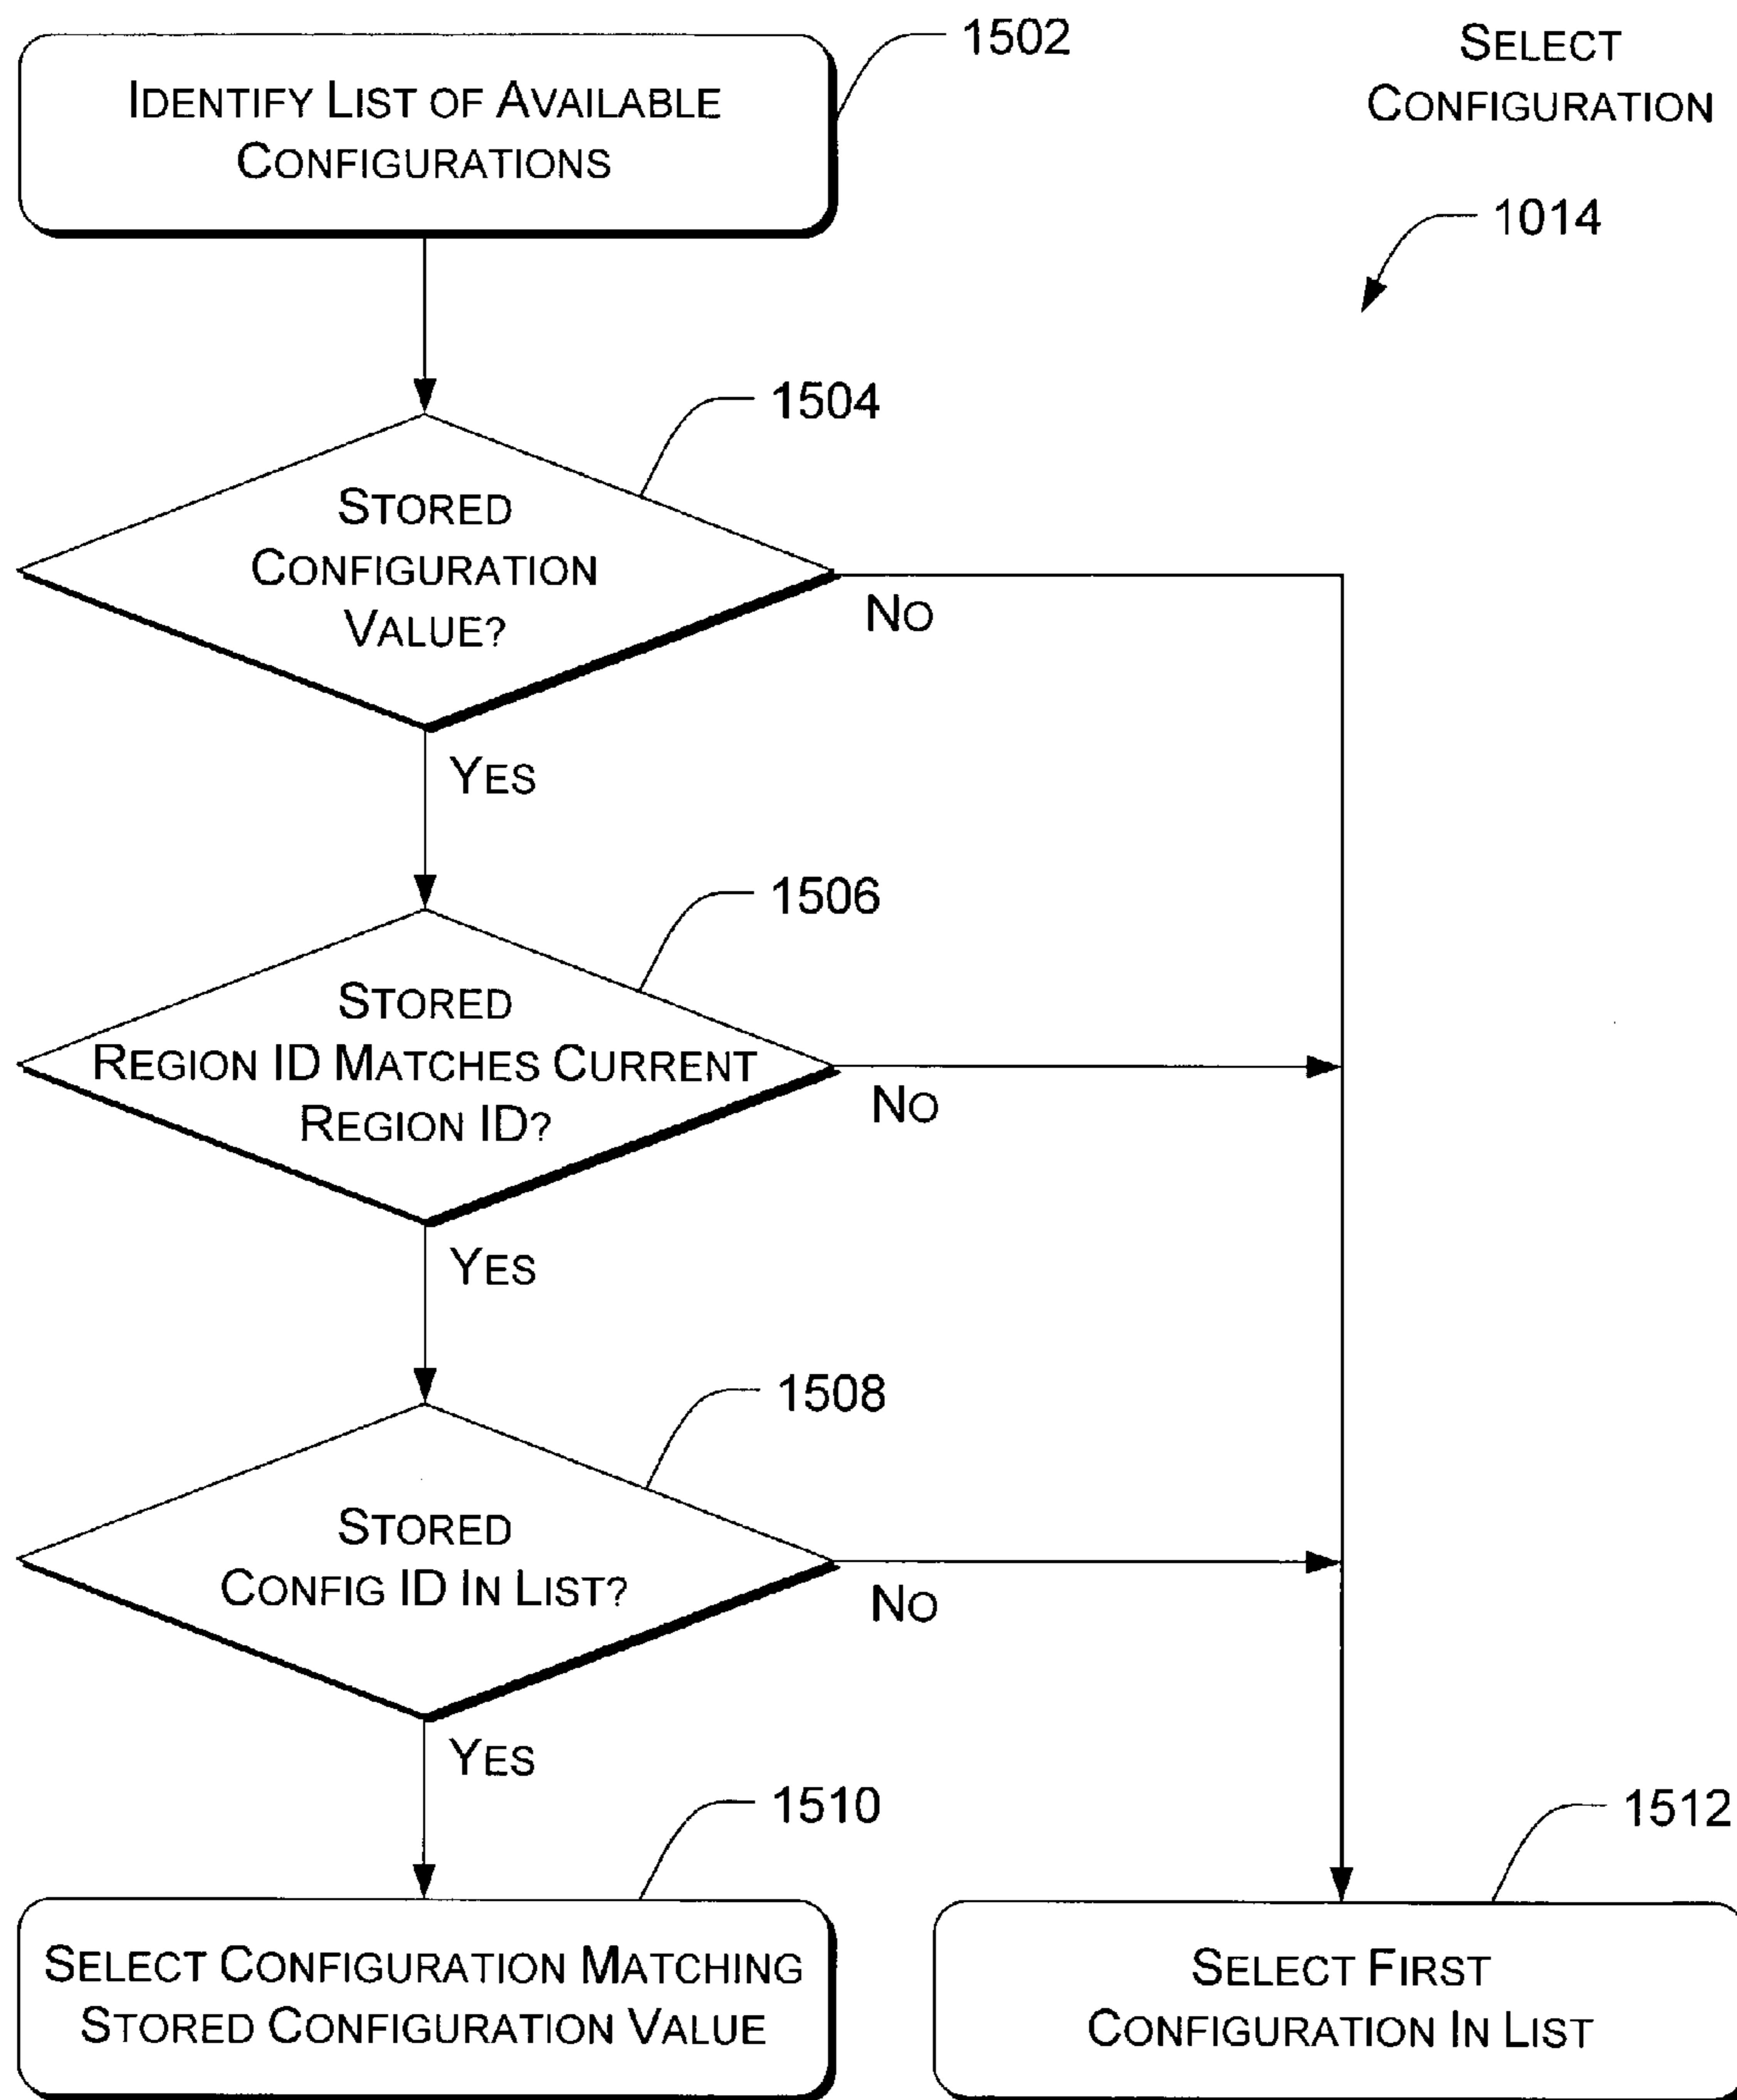 IDENTIFY LIST OF AVAILABLE
CONFIGURATIONS
1502
SELECT
CONFIGURATION
1014
STORED
CONFIGURATION
VALUE?
1504
NO
YES
STORED
REGION ID MATCHES CURRENT
REGION ID?
1506
NO
YES
STORED
CONFIG ID IN LIST?
1508
NO
YES
SELECT CONFIGURATION MATCHING
STORED CONFIGURATION VALUE
1510
SELECT FIRST
CONFIGURATION IN LIST
1512